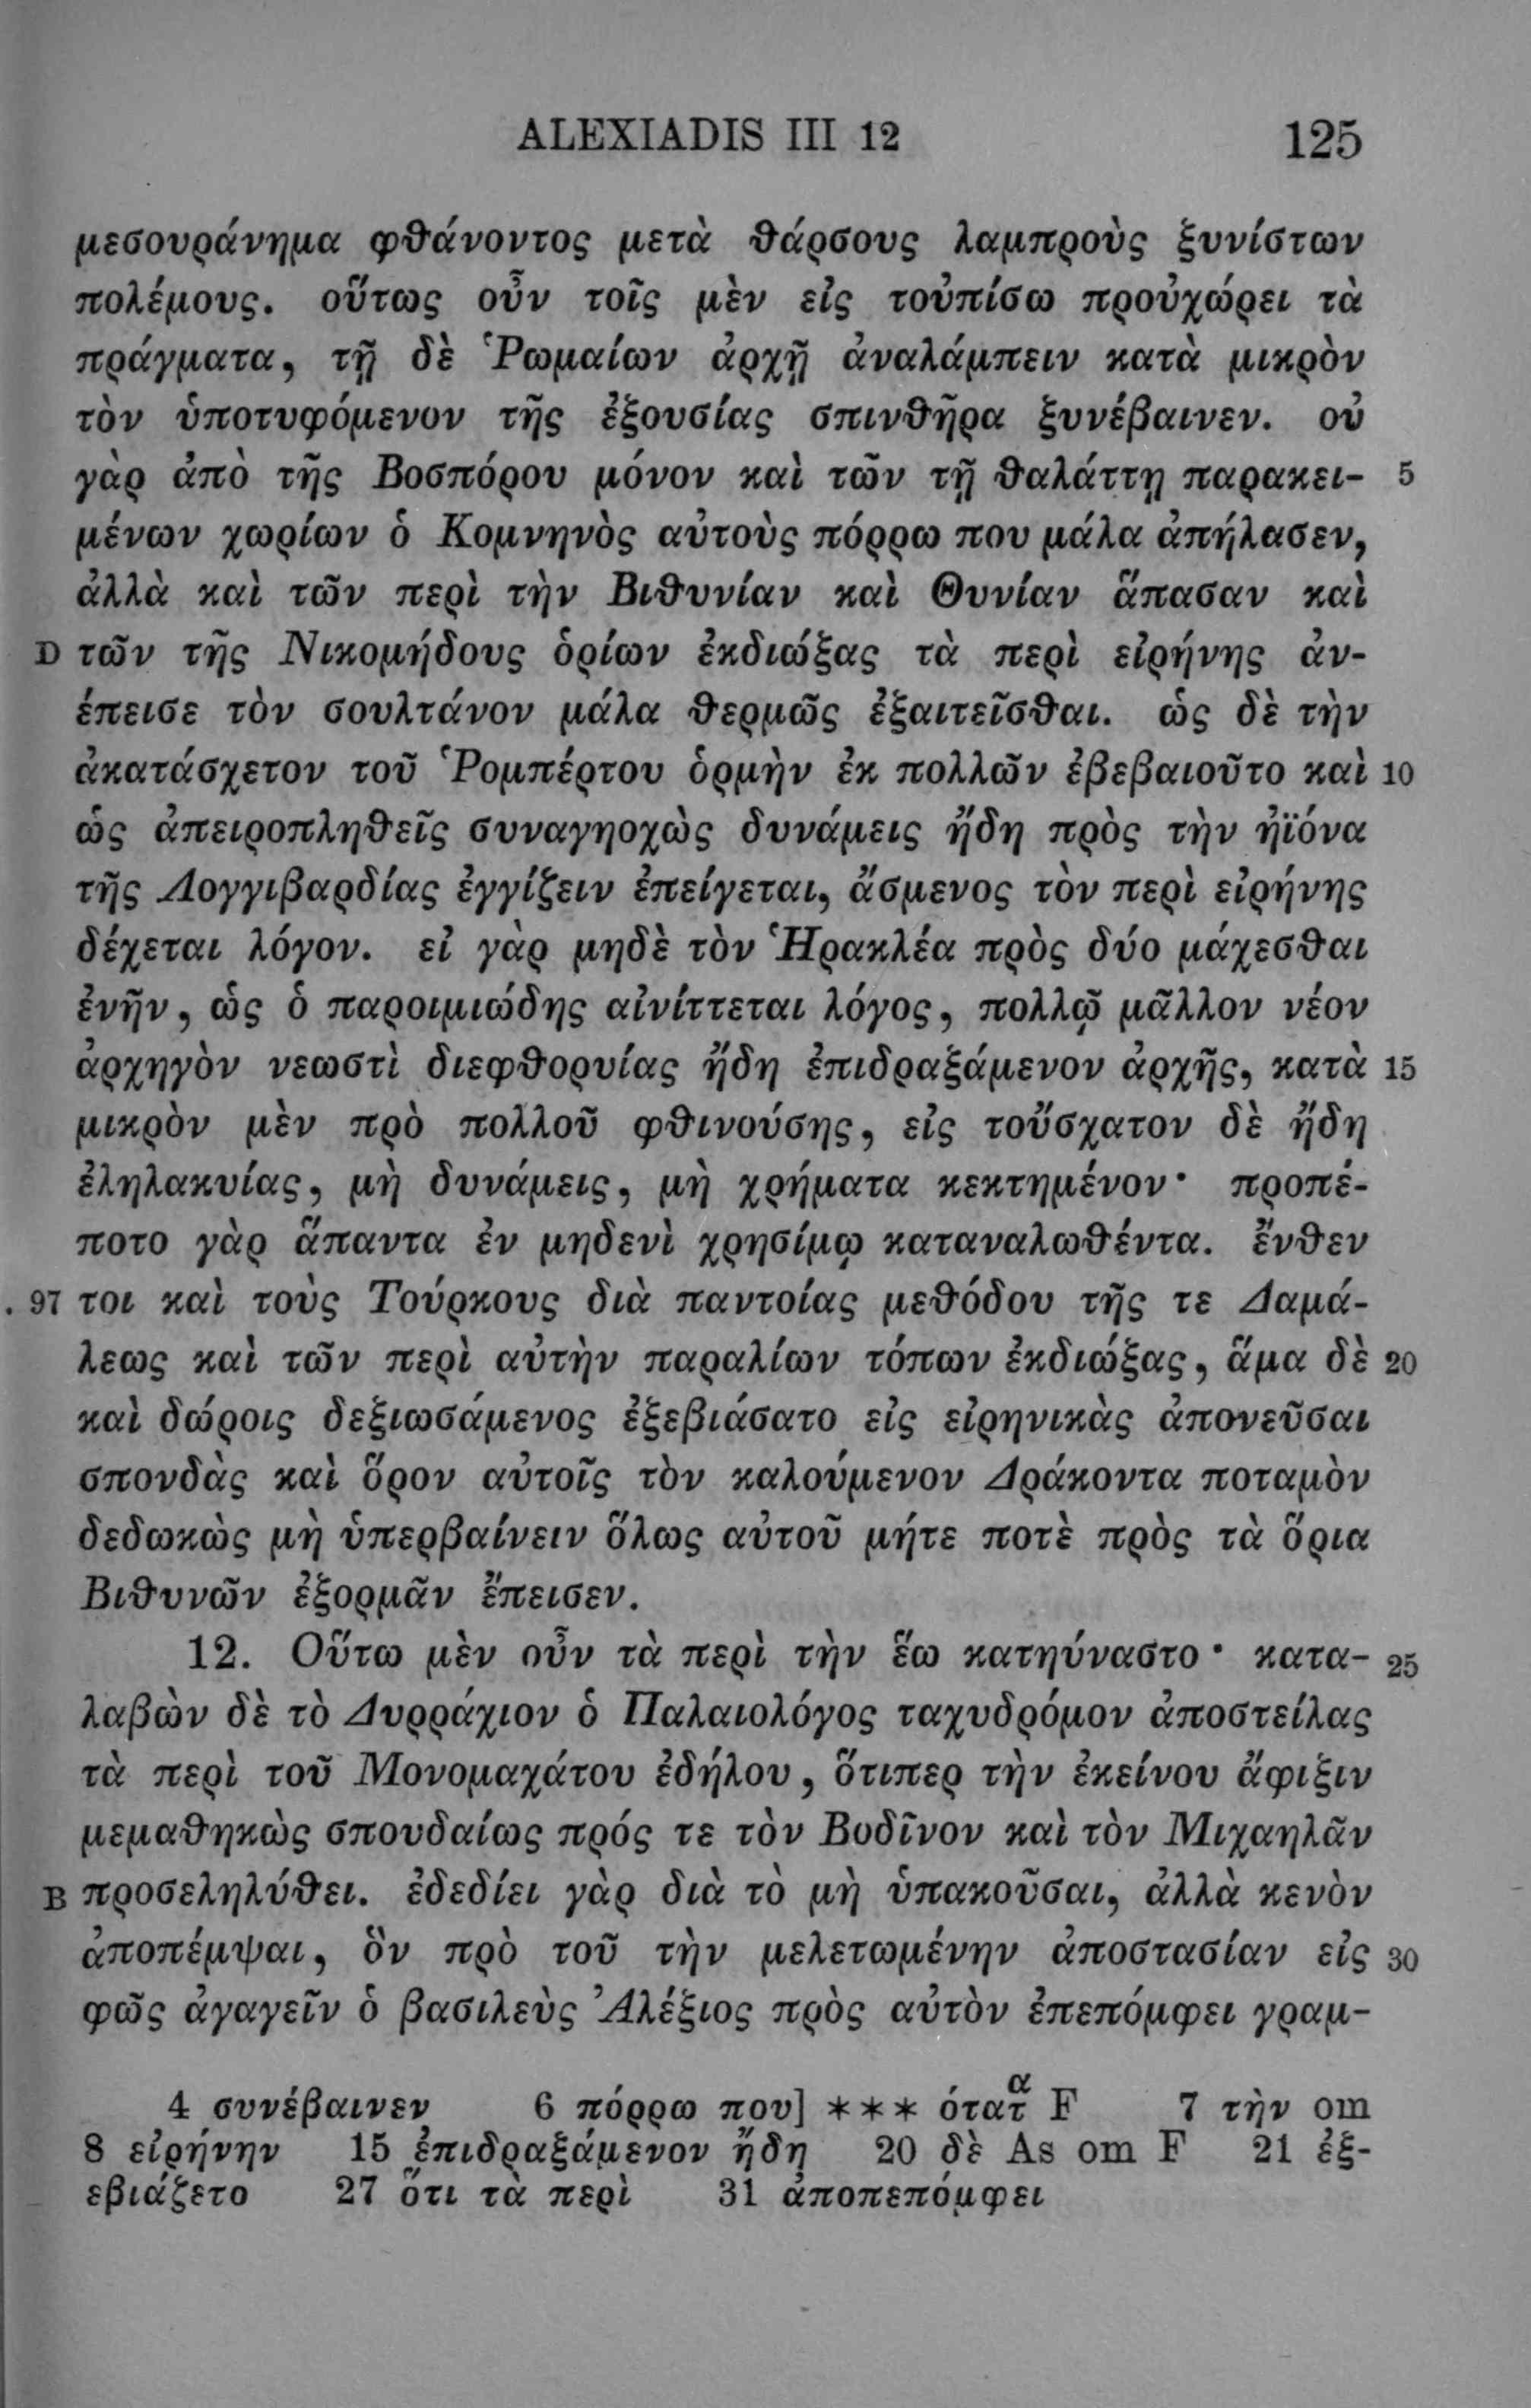 ALEXIADIS III 12 125
μεσουράνημα φθάνοντος μετὰ θάρσους λαμπροὺς ξυνίστων
πολέμους. οὕτως οὖν τοῖς μὲν εἰς τοὐπίσω προὐχώρει τὰ
πράγματα, τῇ δὲ Ῥωμαίων ἀρχῇ ἀναλάμπειν κατὰ μικρὸν
τὸν ὑποτυφόμενον τῆς ἐξουσίας σπινθῆρα ξυνέβαινεν. οὐ
γὰρ ἀπὸ τῆς Βοσπόρου μόνον καὶ τῶν τῇ θαλάττῃ παρακει- 5
μένων χωρίων ὁ Κομνηνὸς αὐτοὺς πόρρω που μάλα ἀπήλασεν,
ἀλλὰ καὶ τῶν περὶ τὴν Βιθυνίαν καὶ Θυνίαν ἅπασαν καὶ
D τῶν τῆς Νικομήδους ὁρίων ἐκδιώξας τὰ περὶ εἰρήνης ἀν-
έπεισε τὸν σουλτάνον μάλα θερμῶς ἐξαιτεῖσθαι. ὡς δὲ τὴν
ἀκατάσχετον τοῦ Ῥομπέρτου ὁρμὴν ἐκ πολλῶν ἐβεβαιοῦτο καὶ 10
ὡς ἀπειροπληθεῖς συναγηοχὼς δυνάμεις ἤδη πρὸς τὴν ἠϊόνα
τῆς Λογγιβαρδίας ἐγγίζειν ἐπείγεται, ἄσμενος τὸν περὶ εἰρήνης
δέχεται λόγον. εἰ γὰρ μηδὲ τὸν Ἡρακλέα πρὸς δύο μάχεσθαι
ἐνῆν, ὡς ὁ παροιμιώδης αἰνίττεται λόγος, πολλῷ μᾶλλον νέον
ἀρχηγὸν νεωστὶ διεφθορυίας ἤδη ἐπιδραξάμενον ἀρχῆς, κατὰ 15
μικρὸν μὲν πρὸ πολλοῦ φθινούσης, εἰς τοὔσχατον δὲ ἤδη
ἐληλακυίας, μὴ δυνάμεις, μὴ χρήματα κεκτημένον· προπέ-
ποτο γὰρ ἅπαντα ἐν μηδενὶ χρησίμῳ καταναλωθέντα. ἔνθεν
. 97 τοι καὶ τοὺς Τούρκους διὰ παντοίας μεθόδου τῆς τε Δαμά-
λεως καὶ τῶν περὶ αὐτὴν παραλίων τόπων ἐκδιώξας, ἅμα δὲ 20
καὶ δώροις δεξιωσάμενος ἐξεβιάσατο εἰς εἰρηνικὰς ἀπονεῦσαι
σπονδὰς καὶ ὅρον αὐτοῖς τὸν καλούμενον Δράκοντα ποταμὸν
δεδωκὼς μὴ ὑπερβαίνειν ὅλως αὐτοῦ μήτε ποτὲ πρὸς τὰ ὅρια
Βιθυνῶν ἐξορμᾶν ἔπεισεν.
12. Οὕτω μὲν οὖν τὰ περὶ τὴν ἕω κατηύναστο· κατα- 25
λαβὼν δὲ τὸ Δυρράχιον ὁ Παλαιολόγος ταχυδρόμον ἀποστείλας
τὰ περὶ τοῦ Μονομαχάτου ἐδήλου, ὅτιπερ τὴν ἐκείνου ἄφιξιν
μεμαθηκὼς σπουδαίως πρός τε τὸν Βοδῖνον καὶ τὸν Μιχαηλᾶν
B προσεληλύθει. ἐδεδίει γὰρ διὰ τὸ μὴ ὑπακοῦσαι, ἀλλὰ κενὸν
ἀποπέμψαι, ὃν πρὸ τοῦ τὴν μελετωμένην ἀποστασίαν εἰς 30
φῶς ἀγαγεῖν ὁ βασιλεὺς Ἀλέξιος πρὸς αὐτὸν ἐπεπόμφει γραμ-
4 συνέβαινεν 6 πόρρω που] *** ότατᾰ F 7 τὴν om
8 εἰρήνην 15 ἐπιδραξάμενον ἤδη 20 δὲ As om F 21 ἐξ-
εβιάζετο 27 ὅτι τὰ περὶ 31 ἀποπεπόμφει